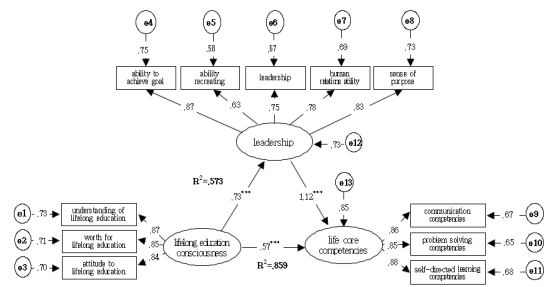 e4 e5 e6 e7 e8
,75 ,58 ,57 ,69 ,73
ability to
achieve goal
ability
recreating
leadership
human
relations ability
sense of
purpose
,87 ,63 ,75 ,78 ,83
leadership
,73 e12
R²=,573
e13
,73***
1,12***
,85
e1 ,73
understanding of
lifelong education
,87
e2 ,71
worth for
lifelong education
,85
e3 ,70
attitude to
lifelong education
,84
lifelong eduration
consciousness
,57***
R²=,859
life core
competencies
,86
communication
competencies
,67 e9
,85
problem solving
competencies
,65 e10
,88
self-directed learning
competencies
,68 e11